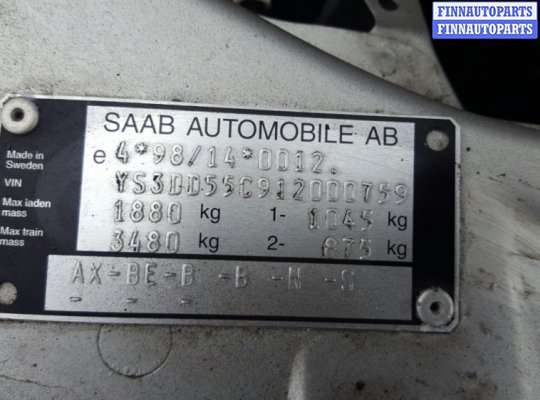 FINNAUTOPARTS
FINNAUTOPARTS
SAAB AUTOMOBILE AB
Made in
Sweden
e 4*98/14*0012.
VIN YS3DD55C912000759
Max laden
mass 1880 kg 1- 1045 kg
Max train
mass 3480 kg 2- 875 kg
AX-BE-B -B -N -S
- - -